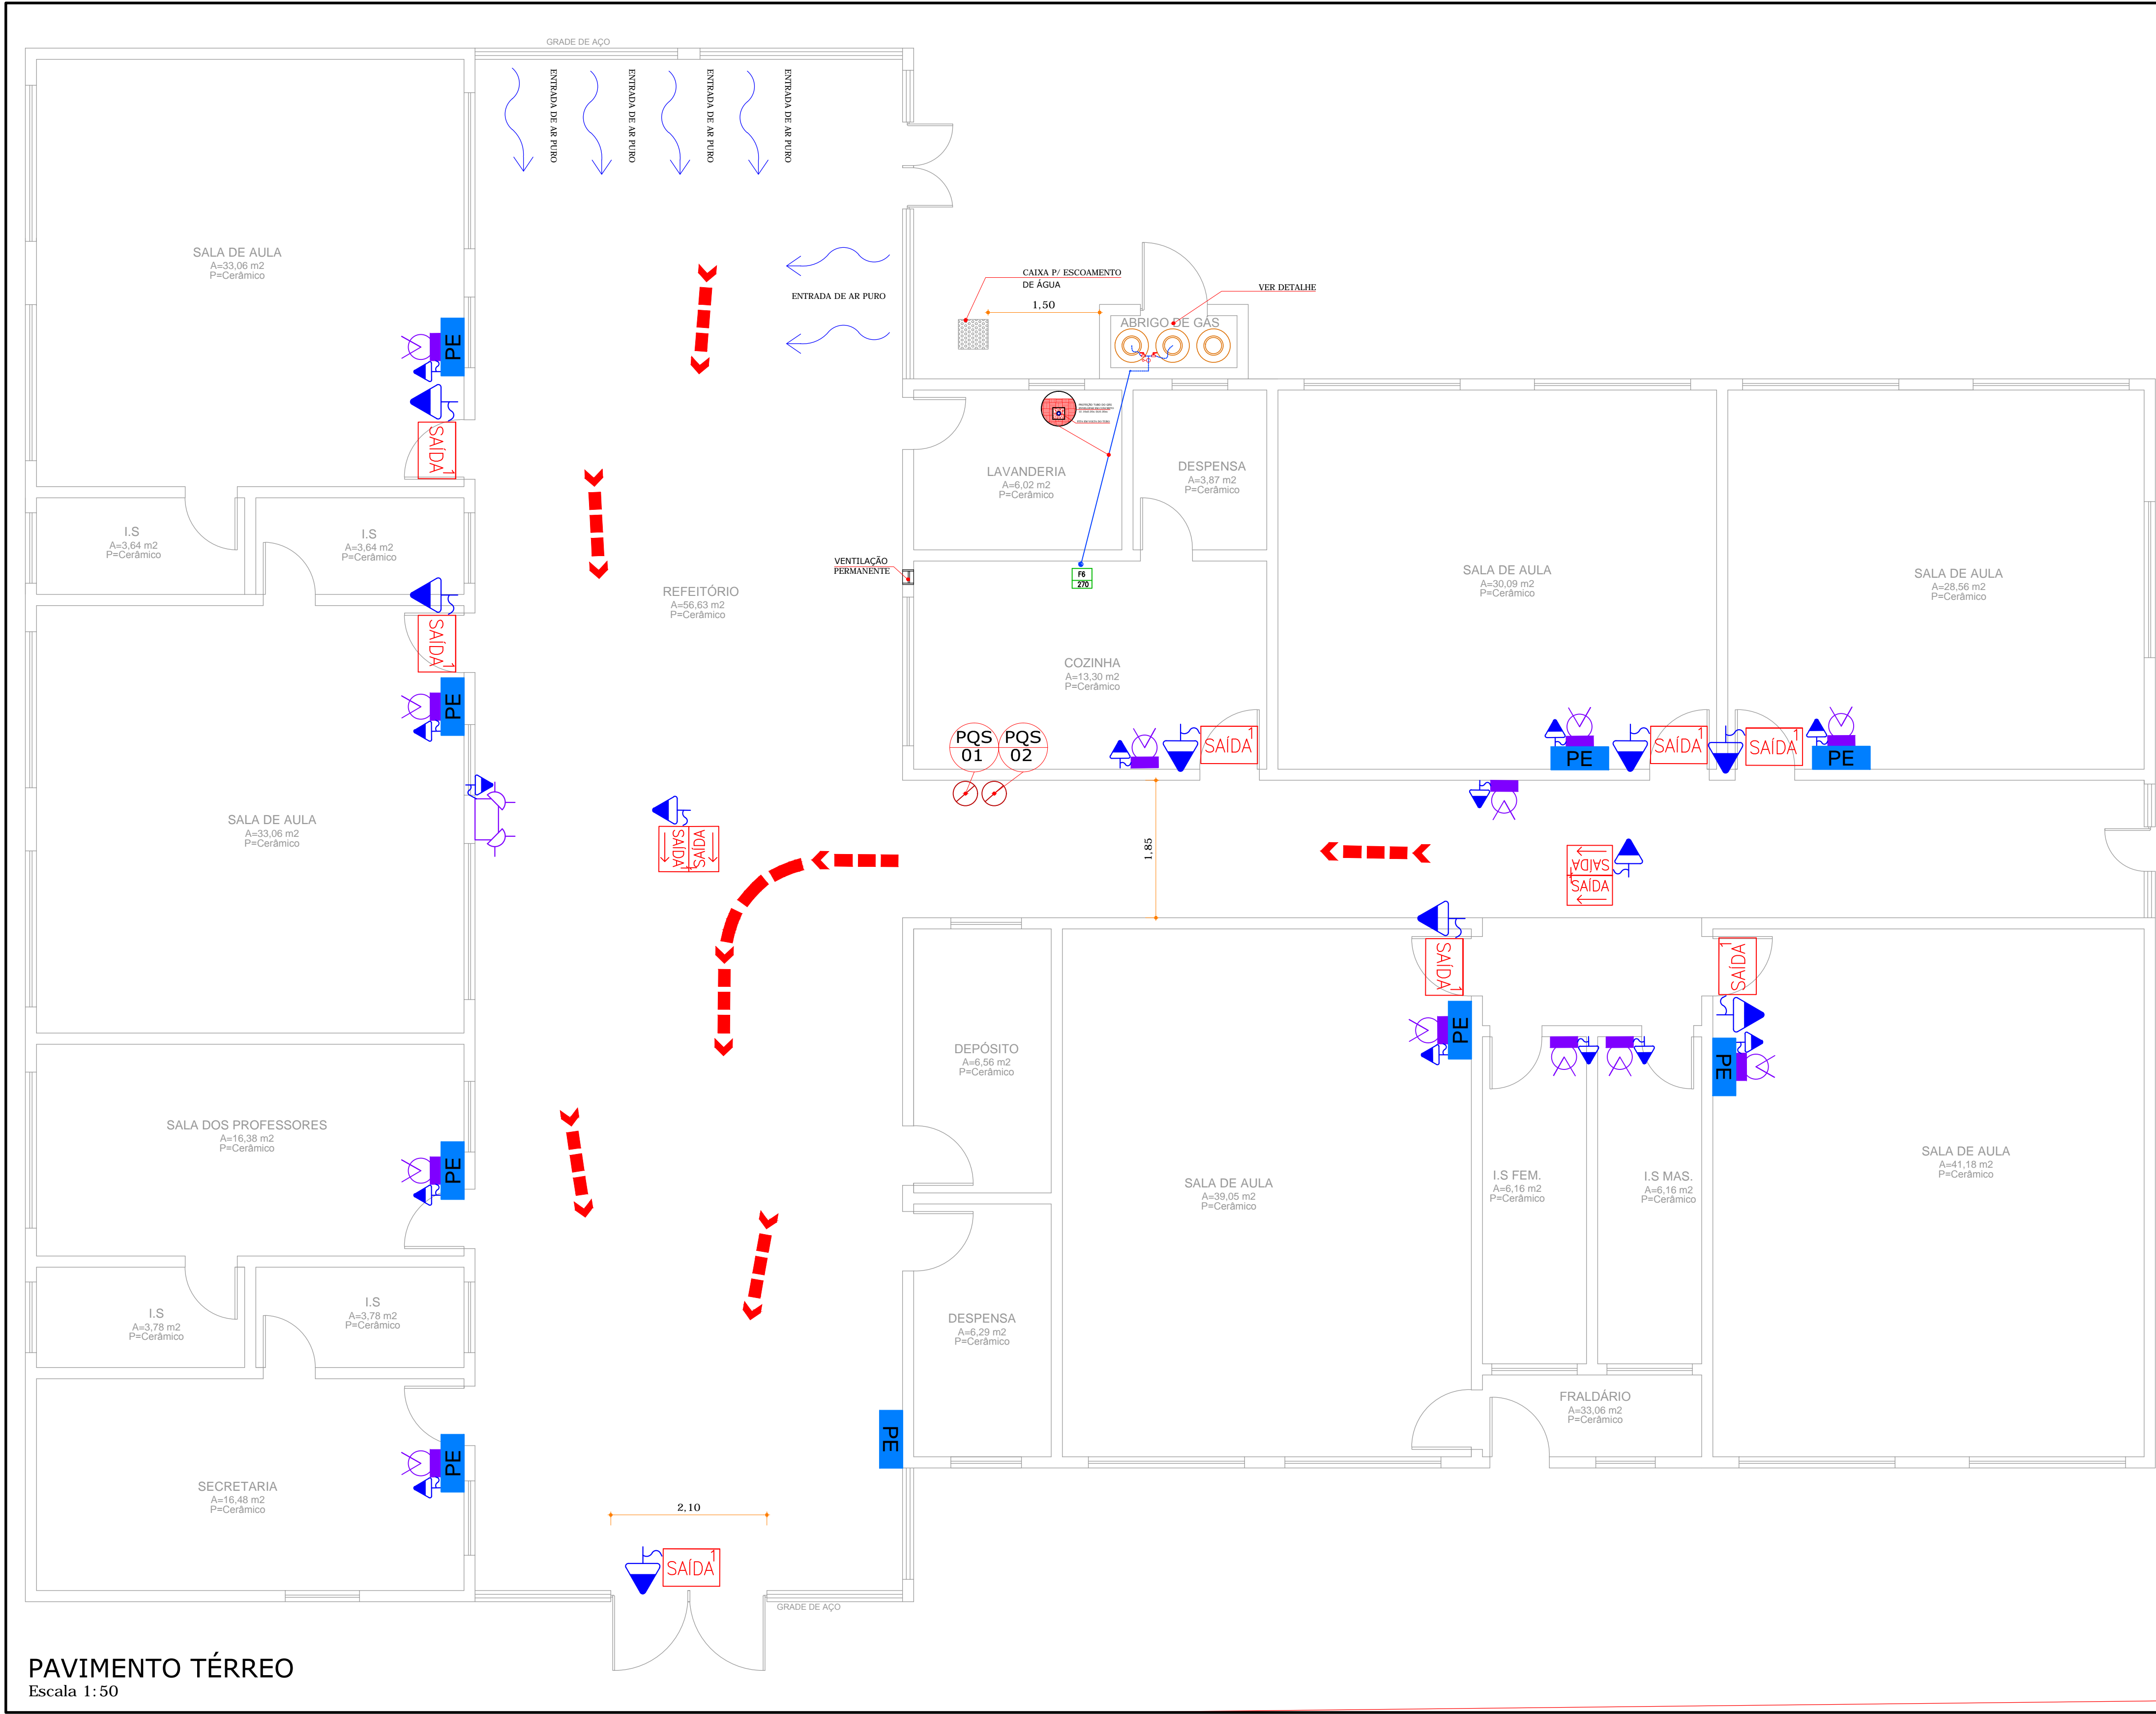 GRADE DE AÇO
ENTRADA DE AR PURO
ENTRADA DE AR PURO
ENTRADA DE AR PURO
ENTRADA DE AR PURO
SALA DE AULA
A=33,06 m2
P=Cerâmico
ENTRADA DE AR PURO
CAIXA P/ ESCOAMENTO
DE ÁGUA
1,50
VER DETALHE
ABRIGO DE GÁS
PE
SAÍDA
1
LAVANDERIA
A=6,02 m2
P=Cerâmico
DESPENSA
A=3,87 m2
P=Cerâmico
I.S
A=3,64 m2
P=Cerâmico
I.S
A=3,64 m2
P=Cerâmico
VENTILAÇÃO
PERMANENTE
F6
270
REFEITÓRIO
A=56,63 m2
P=Cerâmico
SALA DE AULA
A=30,09 m2
P=Cerâmico
SALA DE AULA
A=28,56 m2
P=Cerâmico
SAÍDA
1
PE
COZINHA
A=13,30 m2
P=Cerâmico
PQS
01
PQS
02
SAÍDA
1
PE
SAÍDA
1
SAÍDA
1
PE
SALA DE AULA
A=33,06 m2
P=Cerâmico
SAÍDA
SAÍDA
1
1,85
SAÍDA
SAÍDA
1
SAÍDA
1
SAÍDA
1
PE
PE
DEPÓSITO
A=6,56 m2
P=Cerâmico
SALA DOS PROFESSORES
A=16,38 m2
P=Cerâmico
PE
SALA DE AULA
A=39,05 m2
P=Cerâmico
I.S FEM.
A=6,16 m2
P=Cerâmico
I.S MAS.
A=6,16 m2
P=Cerâmico
SALA DE AULA
A=41,18 m2
P=Cerâmico
I.S
A=3,78 m2
P=Cerâmico
I.S
A=3,78 m2
P=Cerâmico
DESPENSA
A=6,29 m2
P=Cerâmico
FRALDÁRIO
A=33,06 m2
P=Cerâmico
PE
PE
SECRETARIA
A=16,48 m2
P=Cerâmico
2,10
SAÍDA
1
GRADE DE AÇO
PAVIMENTO TÉRREO
Escala 1:50